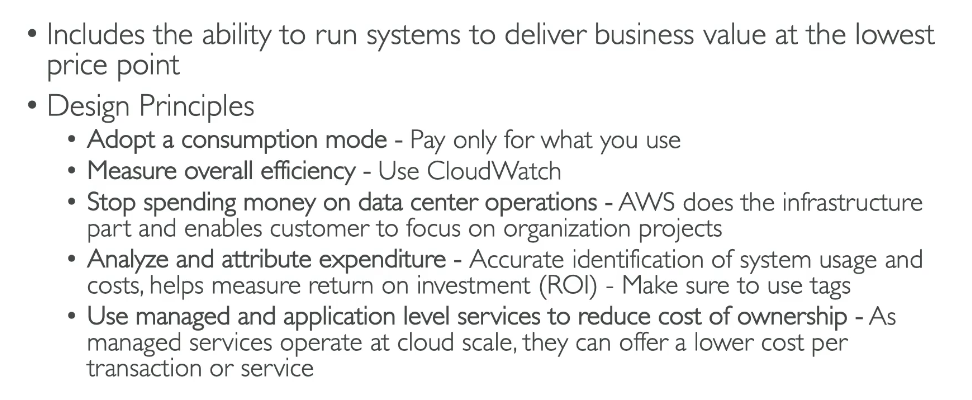 • Includes the ability to run systems to deliver business value at the lowest
price point
• Design Principles
• Adopt a consumption mode - Pay only for what you use
• Measure overall efficiency - Use CloudWatch
• Stop spending money on data center operations - AWS does the infrastructure
part and enables customer to focus on organization projects
• Analyze and attribute expenditure - Accurate identification of system usage and
costs, helps measure return on investment (ROI) - Make sure to use tags
• Use managed and application level services to reduce cost of ownership - As
managed services operate at cloud scale, they can offer a lower cost per
transaction or service